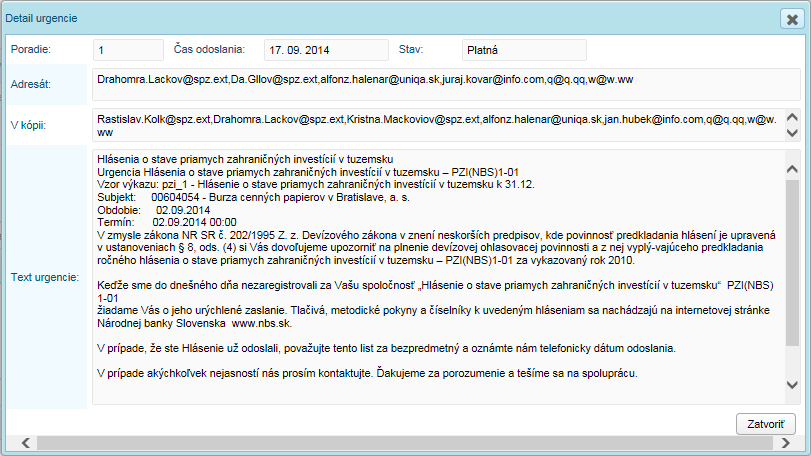 Detail urgencie
Poradie: 1 Čas odoslania: 17. 09. 2014 Stav: Platná
Adresát: Drahomra.Lackov@spz.ext,Da.Gllov@spz.ext,alfonz.halenar@uniqa.sk,juraj.kovar@info.com,q@q.qq,w@w.ww
V kópii: Rastislav.Kolk@spz.ext,Drahomra.Lackov@spz.ext,Kristna.Mackoviov@spz.ext,alfonz.halenar@uniqa.sk,jan.hubek@info.com,q@q.qq,w@w.
ww
Text urgencie:
Hlásenia o stave priamych zahraničných investícií v tuzemsku
Urgencia Hlásenia o stave priamych zahraničných investícií v tuzemsku – PZI(NBS)1-01
Vzor výkazu: pzi_1 - Hlásenie o stave priamych zahraničných investícií v tuzemsku k 31.12.
Subjekt: 00604054 - Burza cenných papierov v Bratislave, a. s.
Obdobie: 02.09.2014
Termín: 02.09.2014 00:00
V zmysle zákona NR SR č. 202/1995 Z. z. Devízového zákona v znení neskorších predpisov, kde povinnosť predkladania hlásení je upravená
v ustanoveniach § 8, ods. (4) si Vás dovoľujeme upozorniť na plnenie devízovej ohlasovacej povinnosti a z nej vyplý-vajúceho predkladania
ročného hlásenia o stave priamych zahraničných investícií v tuzemsku – PZI(NBS)1-01 za vykazovaný rok 2010.
Keďže sme do dnešného dňa nezaregistrovali za Vašu spoločnosť „Hlásenie o stave priamych zahraničných investícií v tuzemsku“ PZI(NBS)
1-01
žiadame Vás o jeho urýchlené zaslanie. Tlačivá, metodické pokyny a číselníky k uvedeným hláseniam sa nachádzajú na internetovej stránke
Národnej banky Slovenska www.nbs.sk.
V prípade, že ste Hlásenie už odoslali, považujte tento list za bezpredmetný a oznámte nám telefonicky dátum odoslania.
V prípade akýchkoľvek nejasností nás prosím kontaktujte. Ďakujeme za porozumenie a tešíme sa na spoluprácu.
Zatvoriť